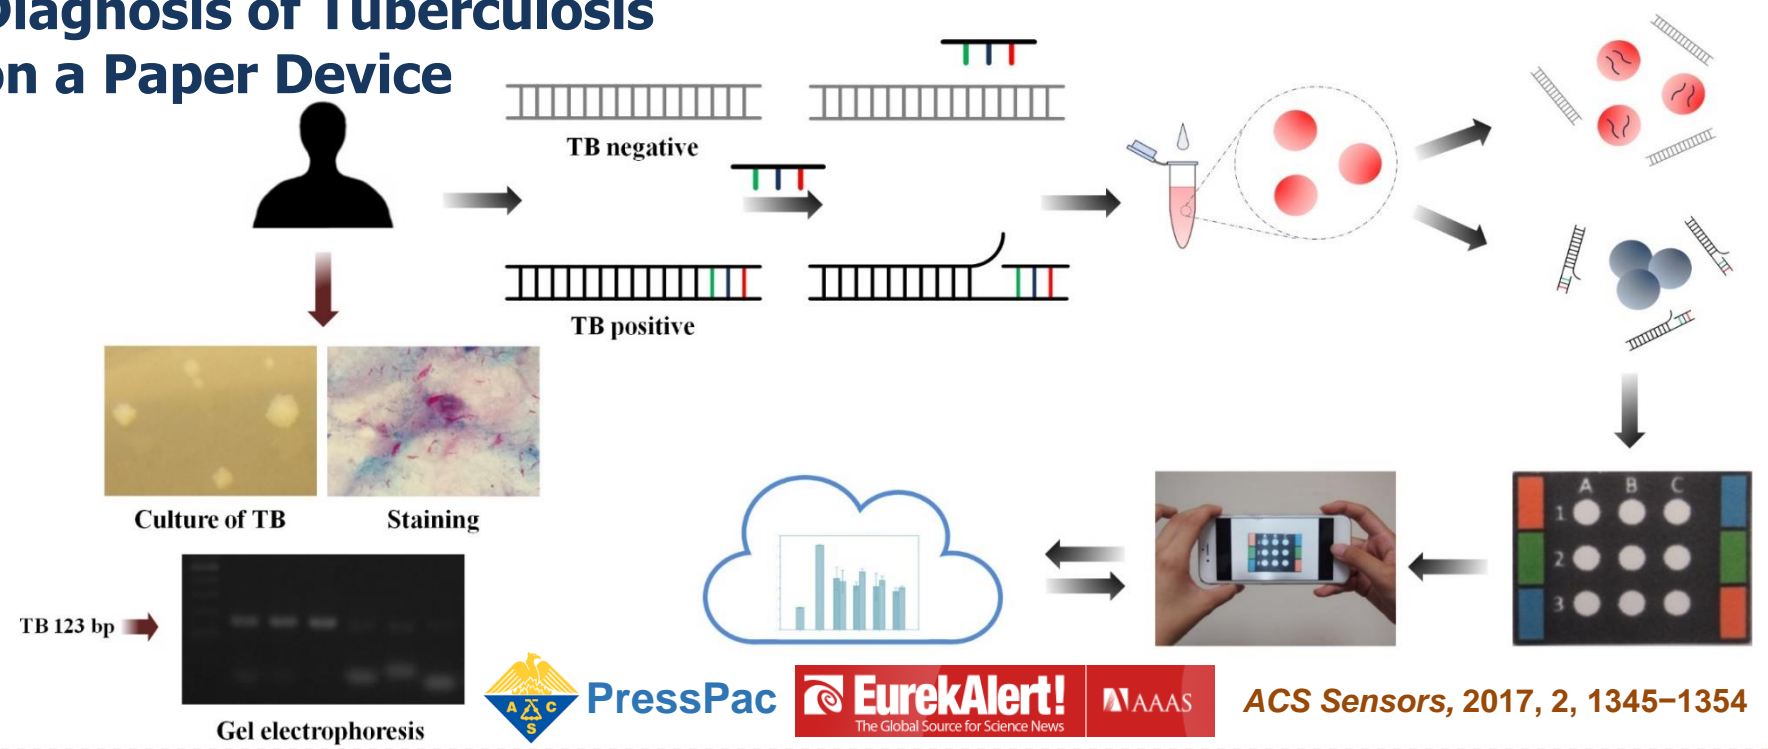 Diagnosis of Tuberculosis
on a Paper Device
TB negative
TB positive
Culture of TB
Staining
TB 123 bp
Gel electrophoresis
A B C
1
2
3
A C
S
PressPac
EurekAlert!
The Global Source for Science News
AAAS
ACS Sensors, 2017, 2, 1345−1354